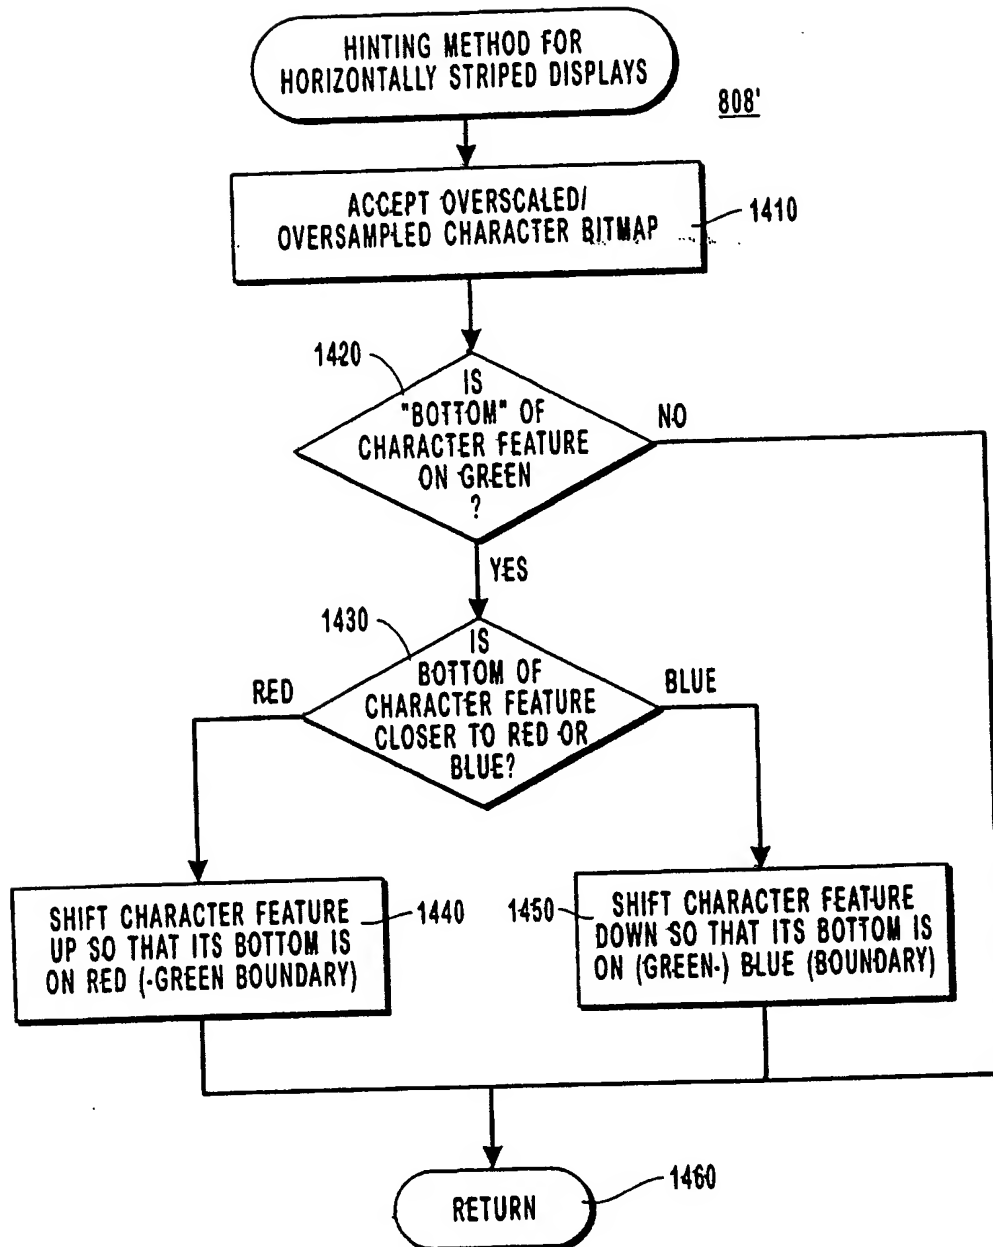 HINTING METHOD FOR
HORIZONTALLY STRIPED DISPLAYS
808'
ACCEPT OVERSCALED/
OVERSAMPLED CHARACTER BITMAP
1410
1420
IS
"BOTTOM" OF
CHARACTER FEATURE
ON GREEN
?
NO
YES
1430
IS
BOTTOM OF
CHARACTER FEATURE
CLOSER TO RED OR
BLUE?
RED
BLUE
SHIFT CHARACTER FEATURE
UP SO THAT ITS BOTTOM IS
ON RED (-GREEN BOUNDARY)
1440
1450
SHIFT CHARACTER FEATURE
DOWN SO THAT ITS BOTTOM IS
ON (GREEN-) BLUE (BOUNDARY)
RETURN
1460